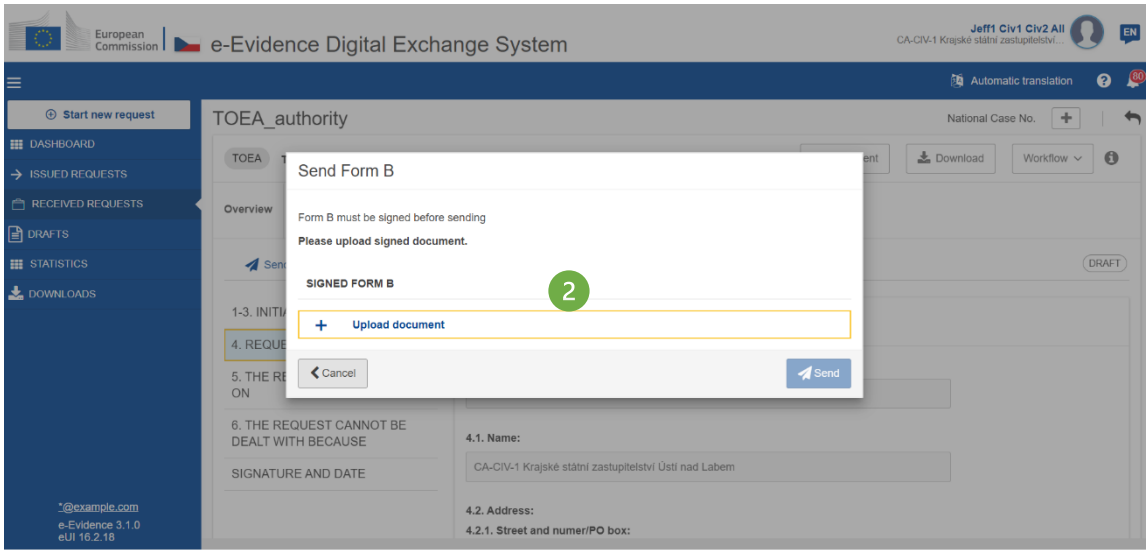 European
Commission
e-Evidence Digital Exchange System
Jeff1 Civ1 Civ2 All
CA-CIV-1 Krajské státní zastupitelství...
EN
Automatic translation
?
80
Start new request
TOEA_authority
National Case No.
DASHBOARD
ISSUED REQUESTS
RECEIVED REQUESTS
DRAFTS
STATISTICS
DOWNLOADS
TOEA
Download
Workflow
Overview
DRAFT
Send Form B
Form B must be signed before sending
Please upload signed document.
SIGNED FORM B
2
+ Upload document
Cancel
Send
1-3.
4.
5. THE
ON
6. THE REQUEST CANNOT BE
DEALT WITH BECAUSE
SIGNATURE AND DATE
4.1. Name:
CA-CIV-1 Krajské státní zastupitelství Ústí nad Labem
4.2. Address:
4.2.1. Street and numer/PO box:
*@example.com
e-Evidence 3.1.0
eUI 16.2.18